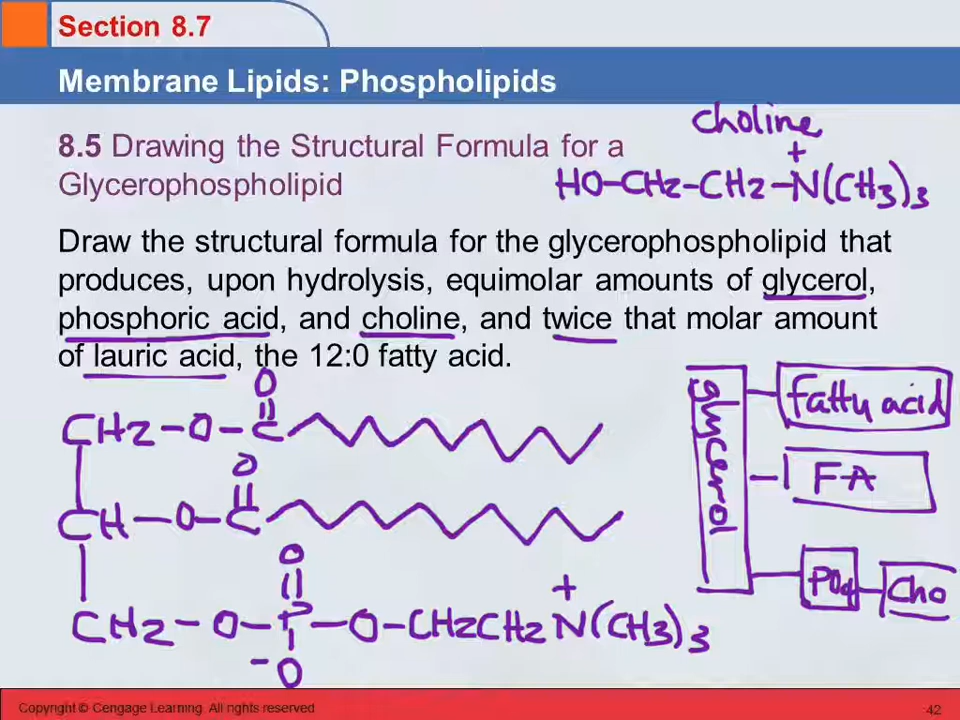 Section 8.7
Membrane Lipids: Phospholipids
choline
8.5 Drawing the Structural Formula for a
Glycerophospholipid
+
HO-CH2-CH2-N(CH3)3
Draw the structural formula for the glycerophospholipid that
produces, upon hydrolysis, equimolar amounts of glycerol,
phosphoric acid, and choline, and twice that molar amount
of lauric acid, the 12:0 fatty acid.
O
CH2-O-C
O
CH-O-C
O
+
CH2-O-P-O-CH2CH2N(CH3)3
-O
glycerol
fatty acid
FA
PO4
Cho
Copyright © Cengage Learning. All rights reserved
42